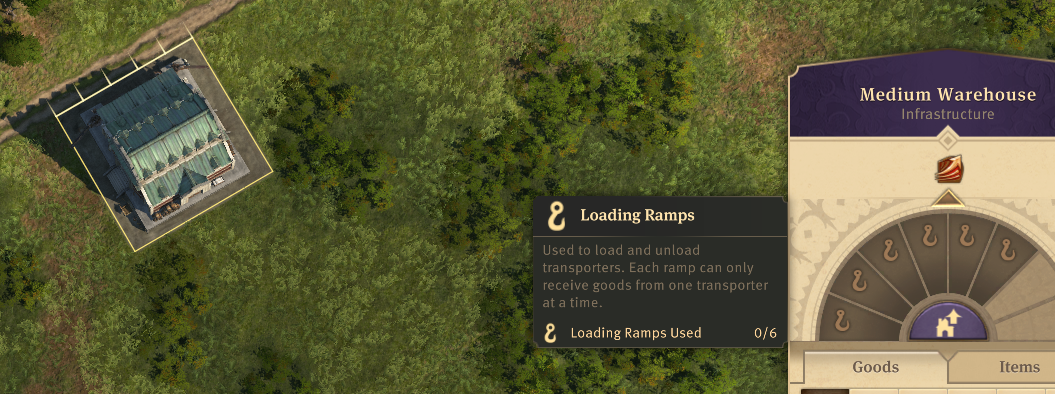 Medium Warehouse
Infrastructure
Loading Ramps
Used to load and unload
transporters. Each ramp can only
receive goods from one transporter
at a time.
Loading Ramps Used 0/6
Goods Items